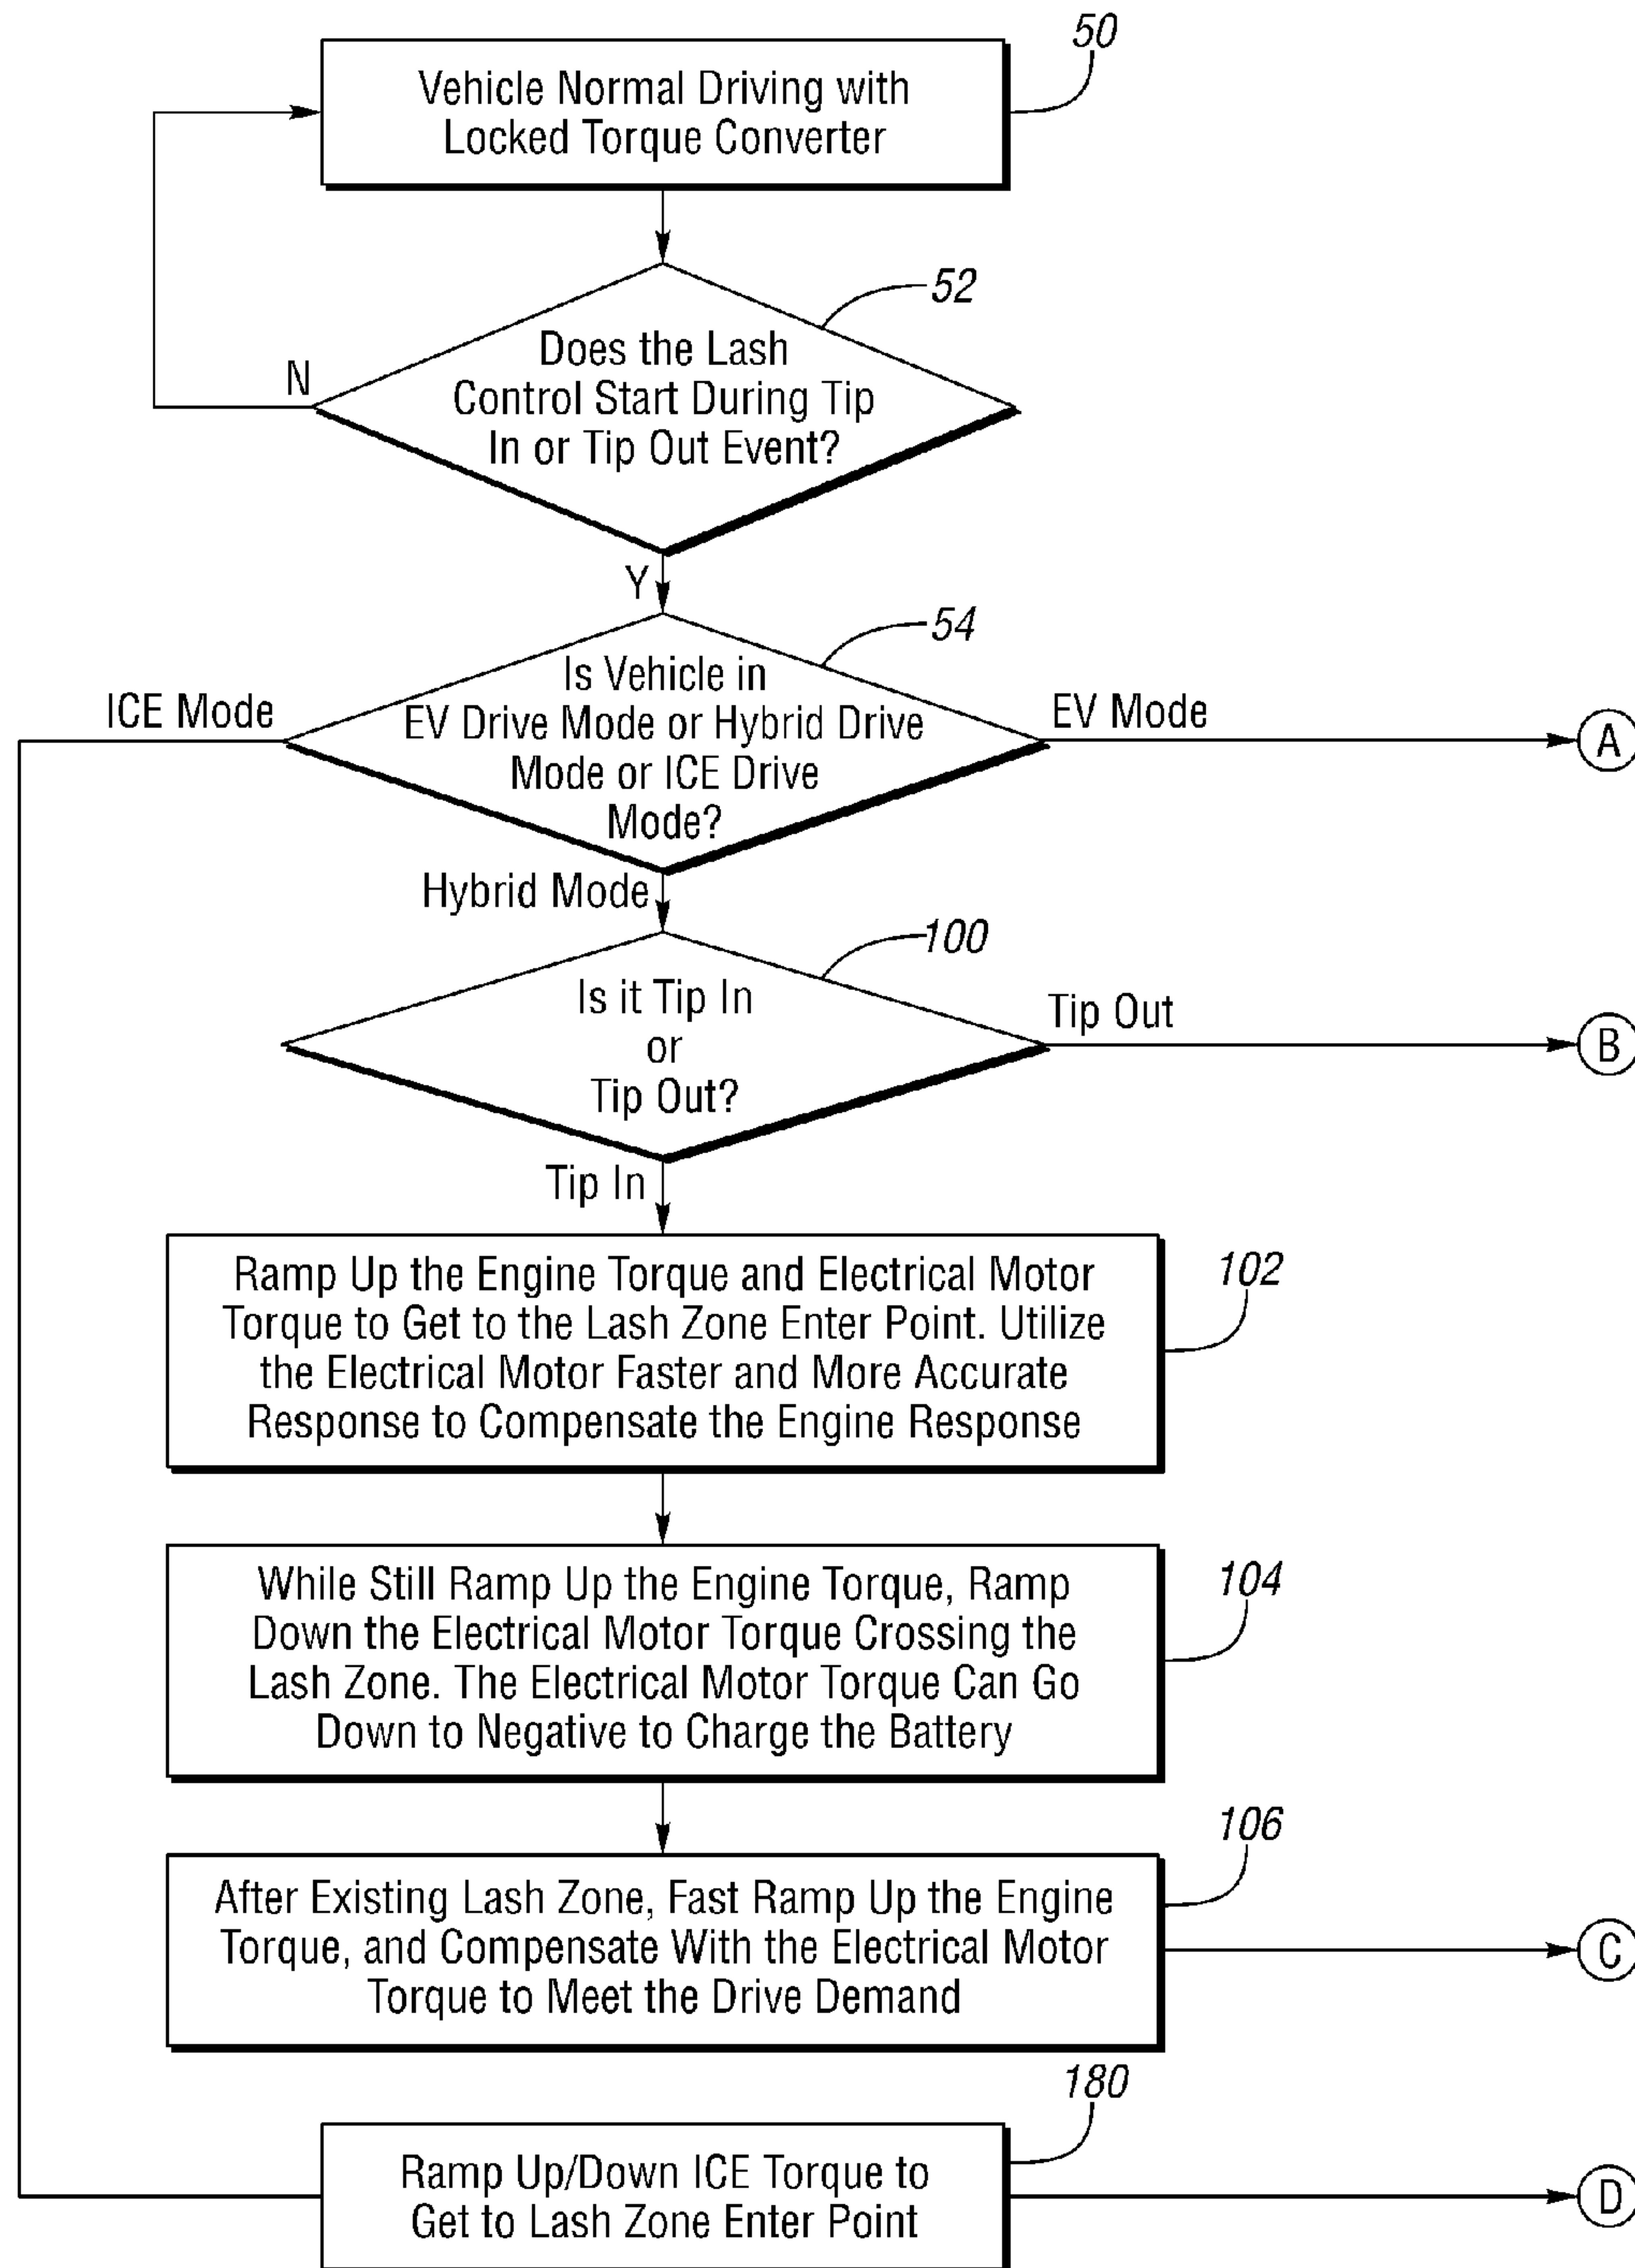 50
Vehicle Normal Driving with
Locked Torque Converter
52
Does the Lash
Control Start During Tip
In or Tip Out Event?
N
Y
54
Is Vehicle in
EV Drive Mode or Hybrid Drive
Mode or ICE Drive
Mode?
ICE Mode
EV Mode
A
Hybrid Mode
100
Is it Tip In
or
Tip Out?
Tip Out
B
Tip In
102
Ramp Up the Engine Torque and Electrical Motor
Torque to Get to the Lash Zone Enter Point. Utilize
the Electrical Motor Faster and More Accurate
Response to Compensate the Engine Response
104
While Still Ramp Up the Engine Torque, Ramp
Down the Electrical Motor Torque Crossing the
Lash Zone. The Electrical Motor Torque Can Go
Down to Negative to Charge the Battery
106
After Existing Lash Zone, Fast Ramp Up the Engine
Torque, and Compensate With the Electrical Motor
Torque to Meet the Drive Demand
C
180
Ramp Up/Down ICE Torque to
Get to Lash Zone Enter Point
D